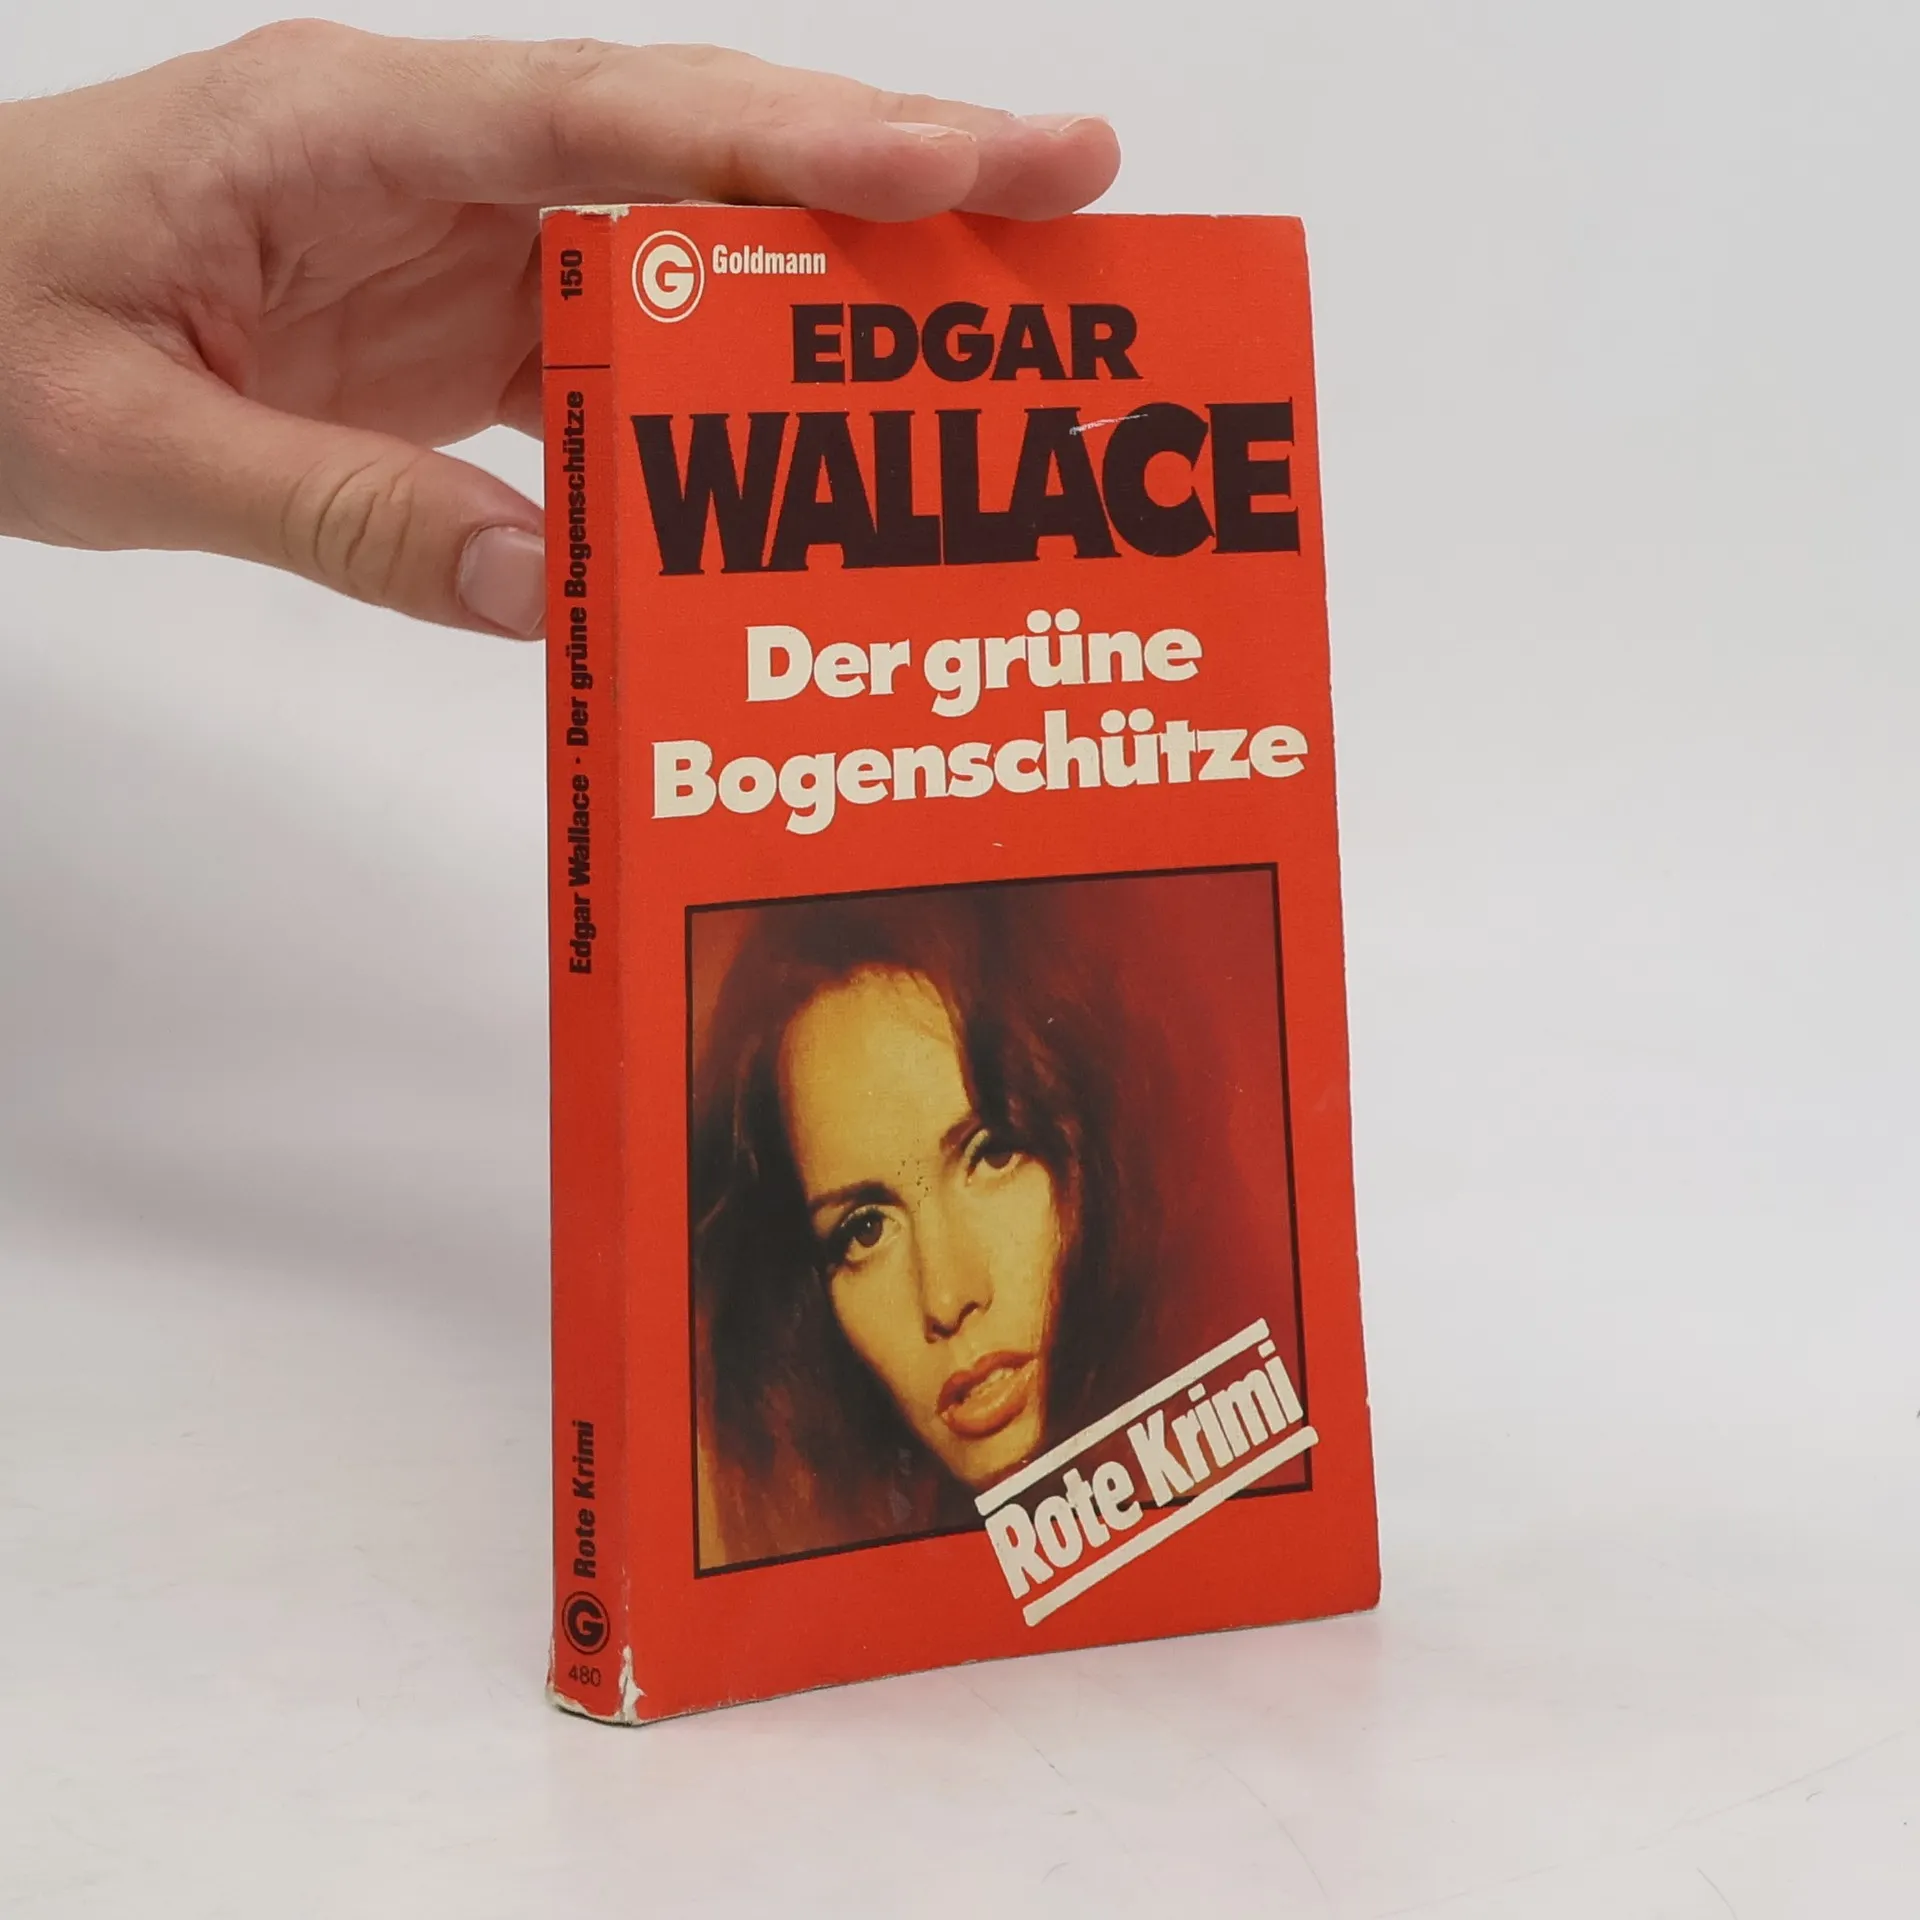 Goldmann
EDGAR
WALLACE
Der grüne
Bogenschütze
Rote Krimi
150
Edgar Wallace · Der grüne Bogenschütze
Rote Krimi
G
480
G